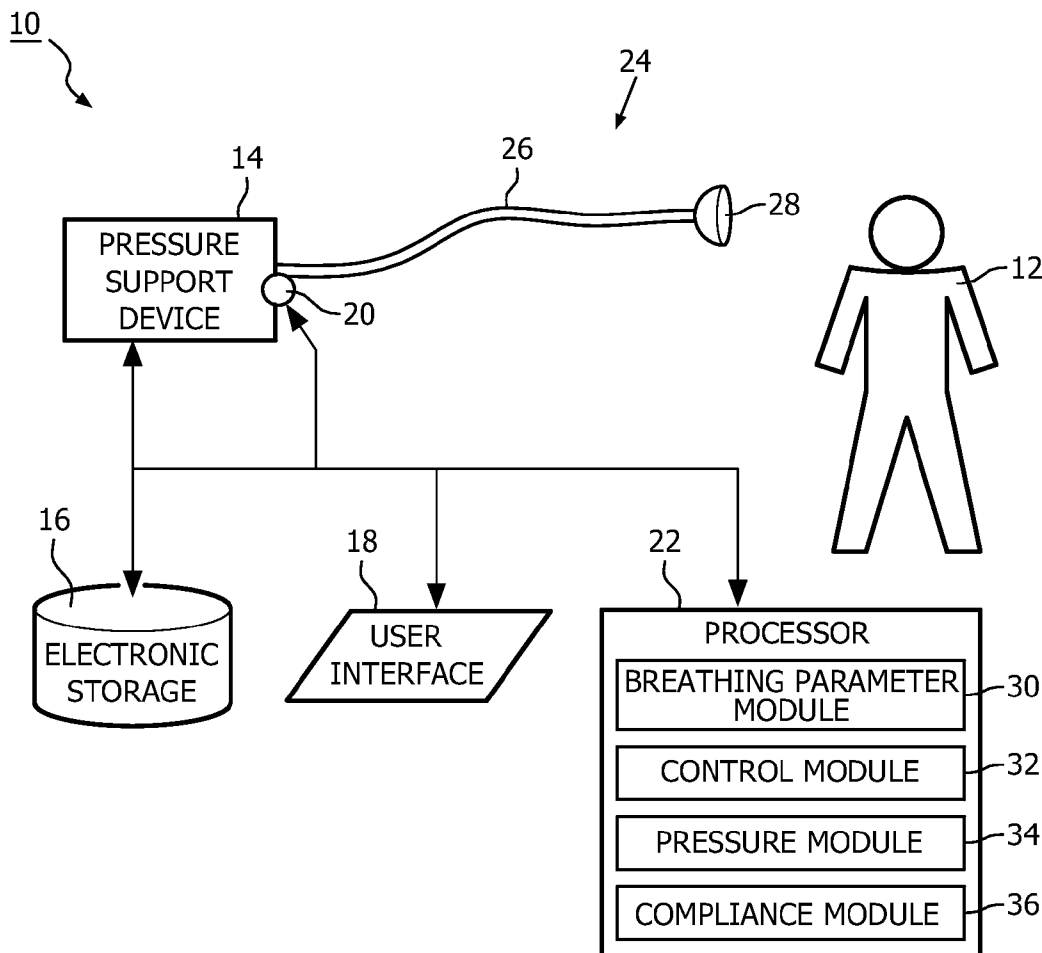 10
24
14
26
28
PRESSURE
SUPPORT
DEVICE
20
12
16
18
22
ELECTRONIC
STORAGE
USER
INTERFACE
PROCESSOR
BREATHING PARAMETER
MODULE
30
CONTROL MODULE
32
PRESSURE MODULE
34
COMPLIANCE MODULE
36